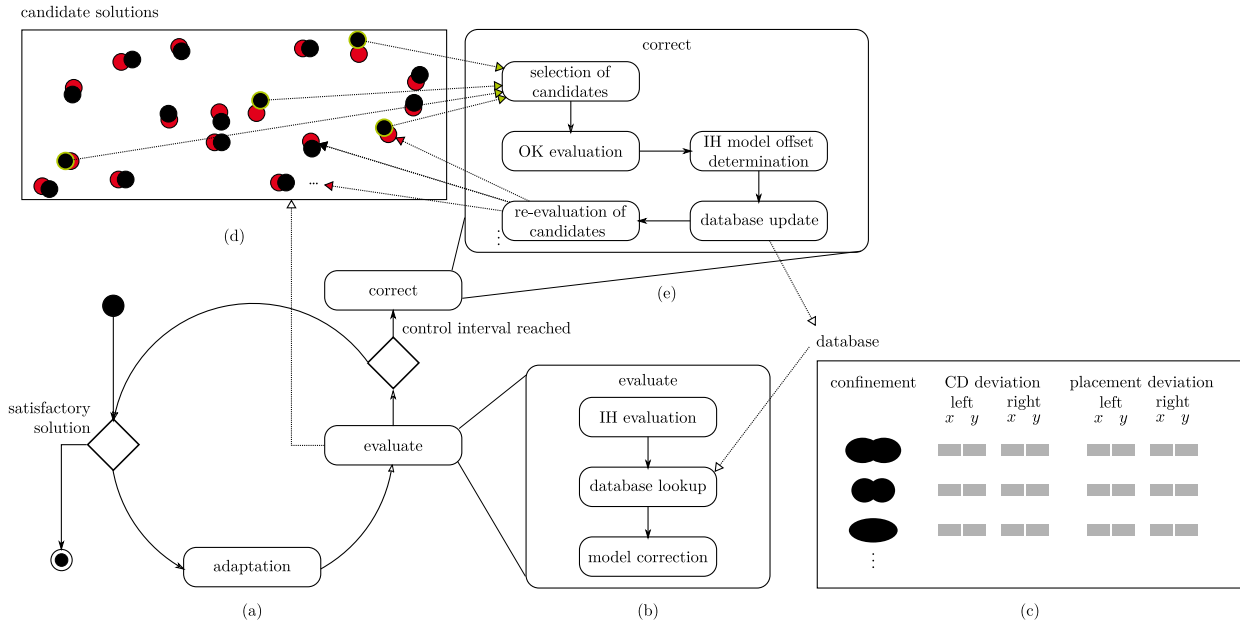 candidate solutions
...
(d)
correct
selection of
candidates
OK evaluation
IH model offset
determination
re-evaluation of
candidates
database update
⋮
(e)
correct
control interval reached
satisfactory
solution
evaluate
adaptation
(a)
evaluate
IH evaluation
database lookup
model correction
(b)
database
confinement
CD deviation
placement deviation
left right left right
x y x y x y x y
⋮
(c)